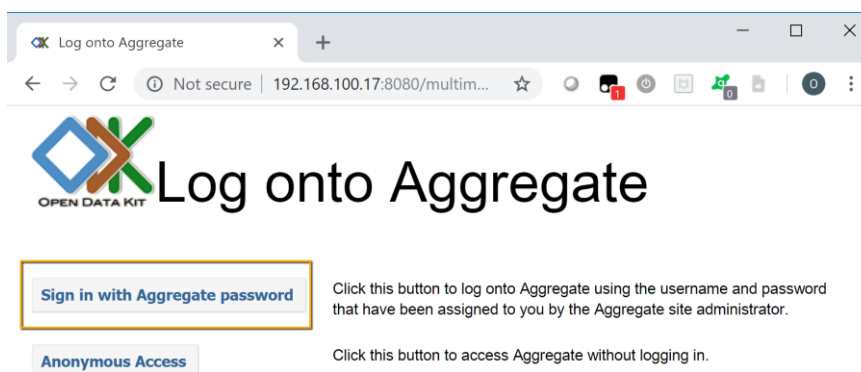 Log onto Aggregate
Not secure | 192.168.100.17:8080/multim...
1
0
O
OPEN DATA KIT
Log onto Aggregate
Sign in with Aggregate password
Click this button to log onto Aggregate using the username and password
that have been assigned to you by the Aggregate site administrator.
Anonymous Access
Click this button to access Aggregate without logging in.